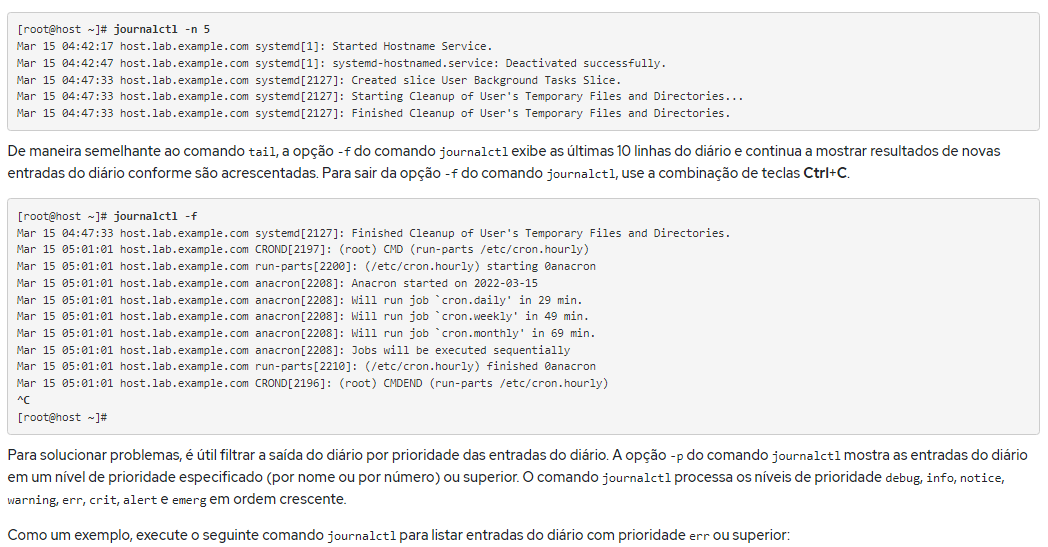 [root@host ~]# journalctl -n 5
Mar 15 04:42:17 host.lab.example.com systemd[1]: Started Hostname Service.
Mar 15 04:42:47 host.lab.example.com systemd[1]: systemd-hostnamed.service: Deactivated successfully.
Mar 15 04:47:33 host.lab.example.com systemd[2127]: Created slice User Background Tasks Slice.
Mar 15 04:47:33 host.lab.example.com systemd[2127]: Starting Cleanup of User's Temporary Files and Directories...
Mar 15 04:47:33 host.lab.example.com systemd[2127]: Finished Cleanup of User's Temporary Files and Directories.
De maneira semelhante ao comando tail, a opção -f do comando journalctl exibe as últimas 10 linhas do diário e continua a mostrar resultados de novas
entradas do diário conforme são acrescentadas. Para sair da opção -f do comando journalctl, use a combinação de teclas Ctrl+C.
[root@host ~]# journalctl -f
Mar 15 04:47:33 host.lab.example.com systemd[2127]: Finished Cleanup of User's Temporary Files and Directories.
Mar 15 05:01:01 host.lab.example.com CROND[2197]: (root) CMD (run-parts /etc/cron.hourly)
Mar 15 05:01:01 host.lab.example.com run-parts[2200]: (/etc/cron.hourly) starting 0anacron
Mar 15 05:01:01 host.lab.example.com anacron[2208]: Anacron started on 2022-03-15
Mar 15 05:01:01 host.lab.example.com anacron[2208]: Will run job `cron.daily' in 29 min.
Mar 15 05:01:01 host.lab.example.com anacron[2208]: Will run job `cron.weekly' in 49 min.
Mar 15 05:01:01 host.lab.example.com anacron[2208]: Will run job `cron.monthly' in 69 min.
Mar 15 05:01:01 host.lab.example.com anacron[2208]: Jobs will be executed sequentially
Mar 15 05:01:01 host.lab.example.com run-parts[2210]: (/etc/cron.hourly) finished 0anacron
Mar 15 05:01:01 host.lab.example.com CROND[2196]: (root) CMDEND (run-parts /etc/cron.hourly)
^C
[root@host ~]#
Para solucionar problemas, é útil filtrar a saída do diário por prioridade das entradas do diário. A opção -p do comando journalctl mostra as entradas do diário
em um nível de prioridade especificado (por nome ou por número) ou superior. O comando journalctl processa os níveis de prioridade debug, info, notice,
warning, err, crit, alert e emerg em ordem crescente.
Como um exemplo, execute o seguinte comando journalctl para listar entradas do diário com prioridade err ou superior: